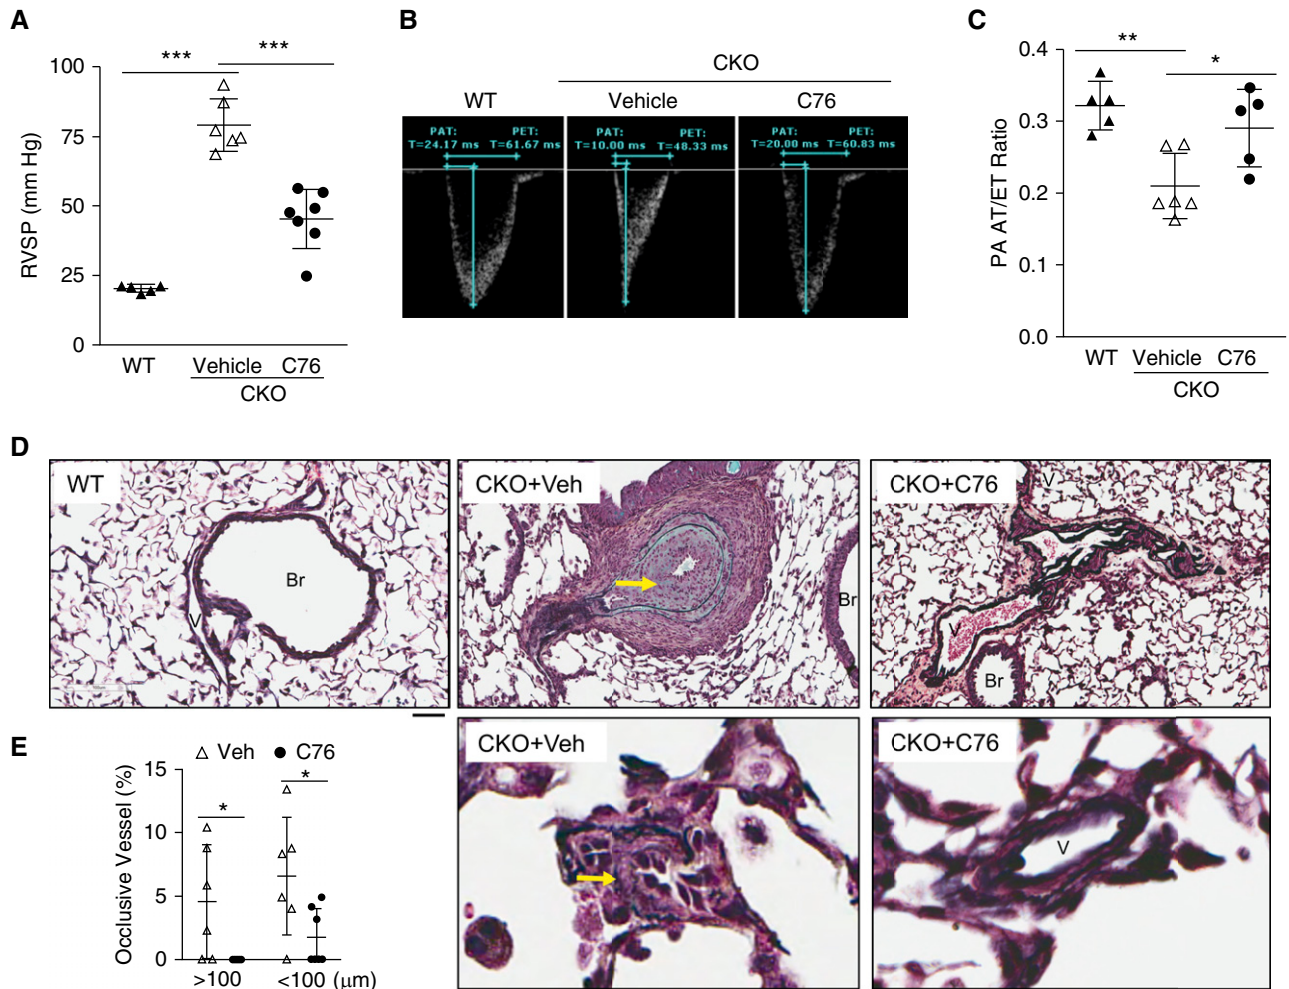 A
***
***
100
75
50
25
0
RVSP (mm Hg)
WT
Vehicle
C76
CKO
B
CKO
WT
Vehicle
C76
PAT: PET:
T=24.17 ms T=61.67 ms
PAT: PET:
T=10.00 ms T=48.33 ms
PAT: PET:
T=20.00 ms T=60.83 ms
C
**
*
0.4
0.3
0.2
0.1
0.0
PA AT/ET Ratio
WT
Vehicle
C76
CKO
D
WT
Br
V
CKO+Veh
Br
CKO+C76
V
Br
CKO+Veh
CKO+C76
V
E
Veh C76
*
*
15
10
5
0
Occlusive Vessel (%)
>100 <100 (μm)